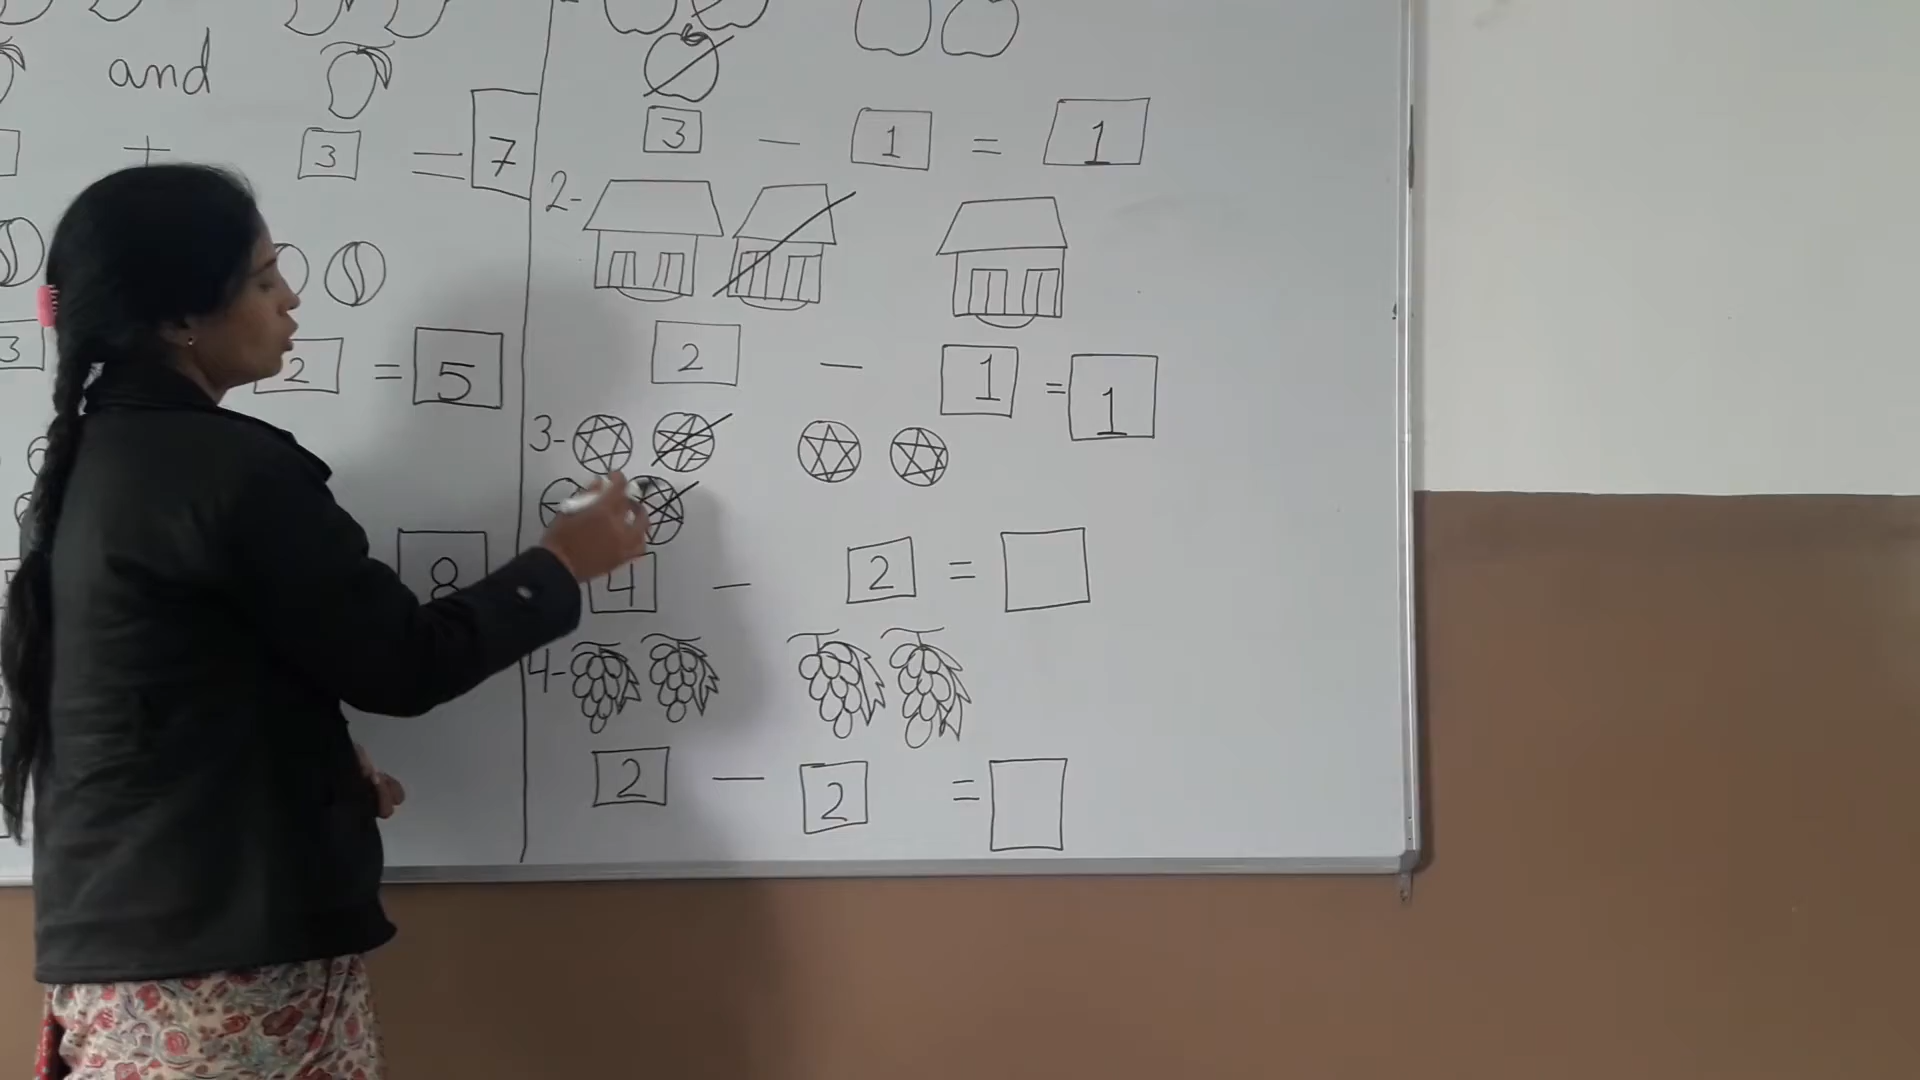 and
+ 3 = 7
3 2 = 5
8
3 - 1 = 1
2-
2 - 1 = 1
3-
4 - 2 =
4-
2 - 2 =